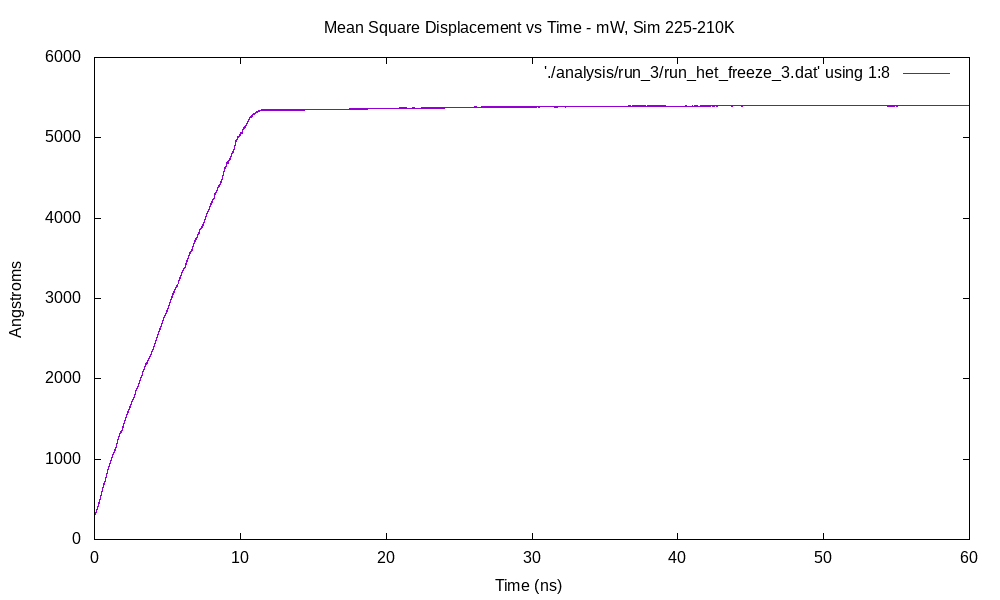 Mean Square Displacement vs Time - mW, Sim 225-210K
'./analysis/run_3/run_het_freeze_3.dat' using 1:8
6000
5000
4000
3000
2000
1000
0
Angstroms
0 10 20 30 40 50 60
Time (ns)